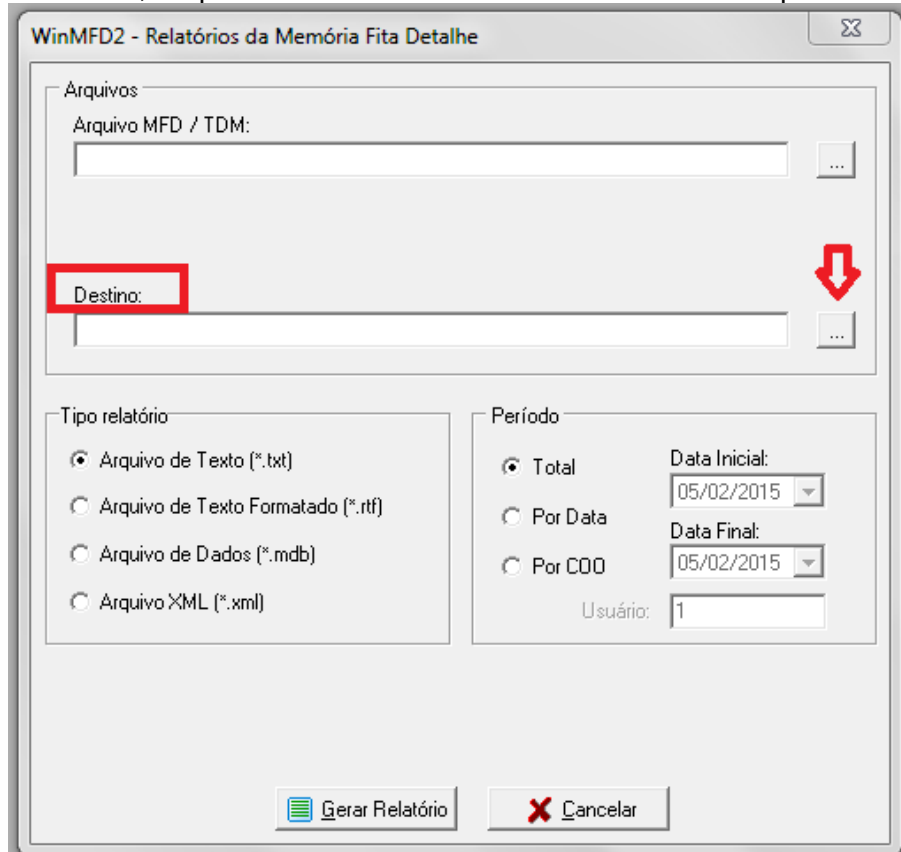 WinMFD2 - Relatórios da Memória Fita Detalhe
Arquivos
Arquivo MFD / TDM:
...
Destino:
...
Tipo relatório
Arquivo de Texto (*.txt)
Arquivo de Texto Formatado (*.rtf)
Arquivo de Dados (*.mdb)
Arquivo XML (*.xml)
Período
Total
Por Data
Por COO
Data Inicial:
05/02/2015
Data Final:
05/02/2015
Usuário: 1
Gerar Relatório
Cancelar